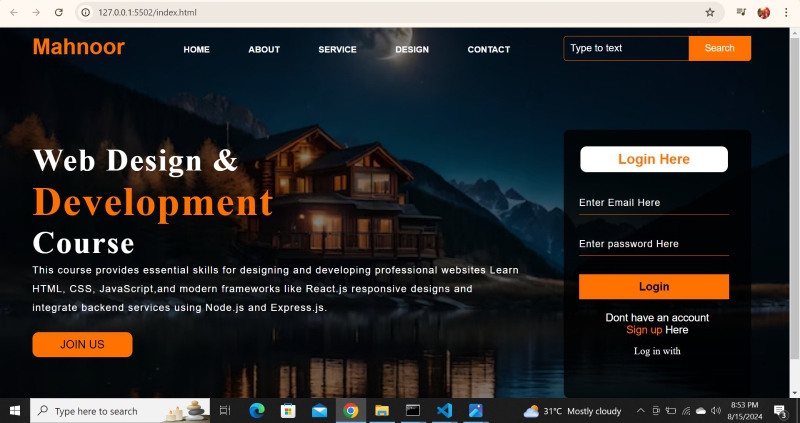 127.0.0.1:5502/index.html
Mahnoor
HOME ABOUT SERVICE DESIGN CONTACT
Type to text Search
Web Design &
Development
Course
This course provides essential skills for designing and developing professional websites Learn
HTML, CSS, JavaScript,and modern frameworks like React.js responsive designs and
integrate backend services using Node.js and Express.js.
JOIN US
Login Here
Enter Email Here
Enter password Here
Login
Dont have an account
Sign up Here
Log in with
Type here to search
31°C Mostly cloudy
8:53 PM
8/15/2024
3